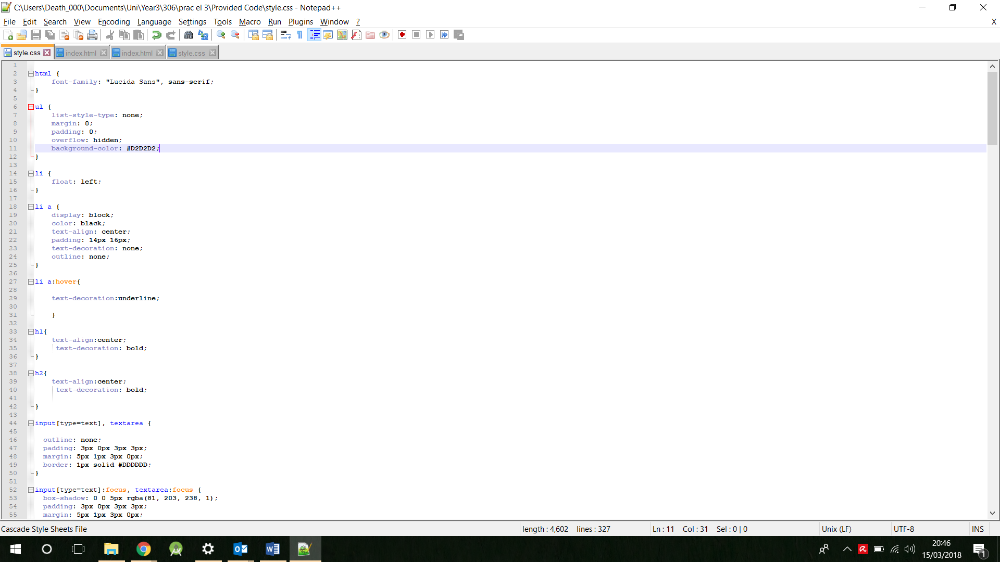 C:\Users\Death_000\Documents\Uni\Year3\306\prac el 3\Provided Code\style.css - Notepad++
File Edit Search View Encoding Language Settings Tools Macro Run Plugins Window ? X
style.css index.html index.html style.css
1
2 html {
3 font-family: "Lucida Sans", sans-serif;
4 }
5
6 ul {
7 list-style-type: none;
8 margin: 0;
9 padding: 0;
10 overflow: hidden;
11 background-color: #D2D2D2;
12 }
13
14 li {
15 float: left;
16 }
17
18 li a {
19 display: block;
20 color: black;
21 text-align: center;
22 padding: 14px 16px;
23 text-decoration: none;
24 outline: none;
25 }
26
27 li a:hover{
28
29 text-decoration:underline;
30
31 }
32
33 h1{
34 text-align:center;
35 text-decoration: bold;
36 }
37
38 h2{
39 text-align:center;
40 text-decoration: bold;
41
42 }
43
44 input[type=text], textarea {
45
46 outline: none;
47 padding: 3px 0px 3px 3px;
48 margin: 5px 1px 3px 0px;
49 border: 1px solid #DDDDDD;
50 }
51
52 input[type=text]:focus, textarea:focus {
53 box-shadow: 0 0 5px rgba(81, 203, 238, 1);
54 padding: 3px 0px 3px 3px;
55 margin: 5px 1px 3px 0px;
Cascade Style Sheets File length : 4,602 lines : 327 Ln : 11 Col : 31 Sel : 0 | 0 Unix (LF) UTF-8 INS
20:46
15/03/2018
1